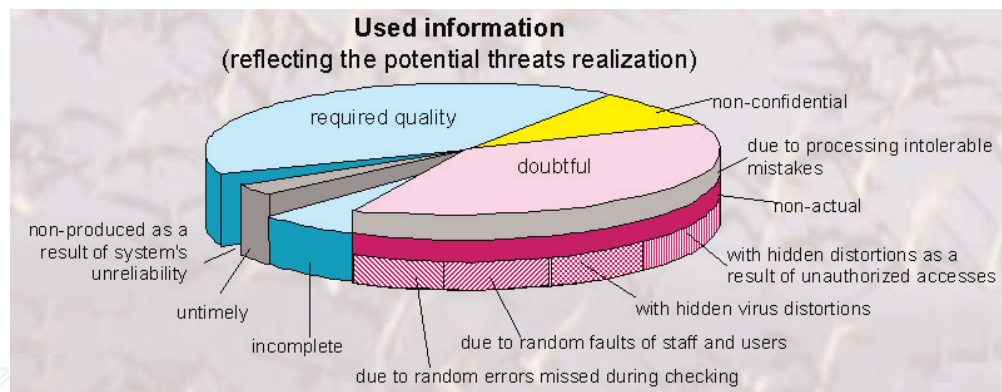 Used information
(reflecting the potential threats realization)
required quality
non-confidential
doubtful
due to processing intolerable
mistakes
non-actual
non-produced as a
result of system's
unreliability
with hidden distortions as a
result of unauthorized accesses
untimely
with hidden virus distortions
incomplete
due to random faults of staff and users
due to random errors missed during checking